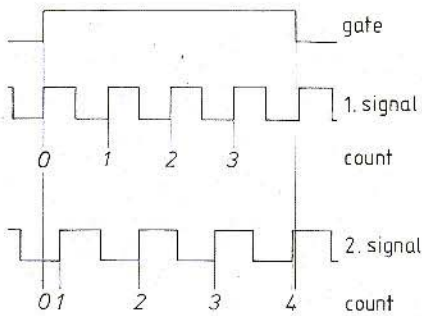 gate
1. signal
0 1 2 3 count
2. signal
0 1 2 3 4 count